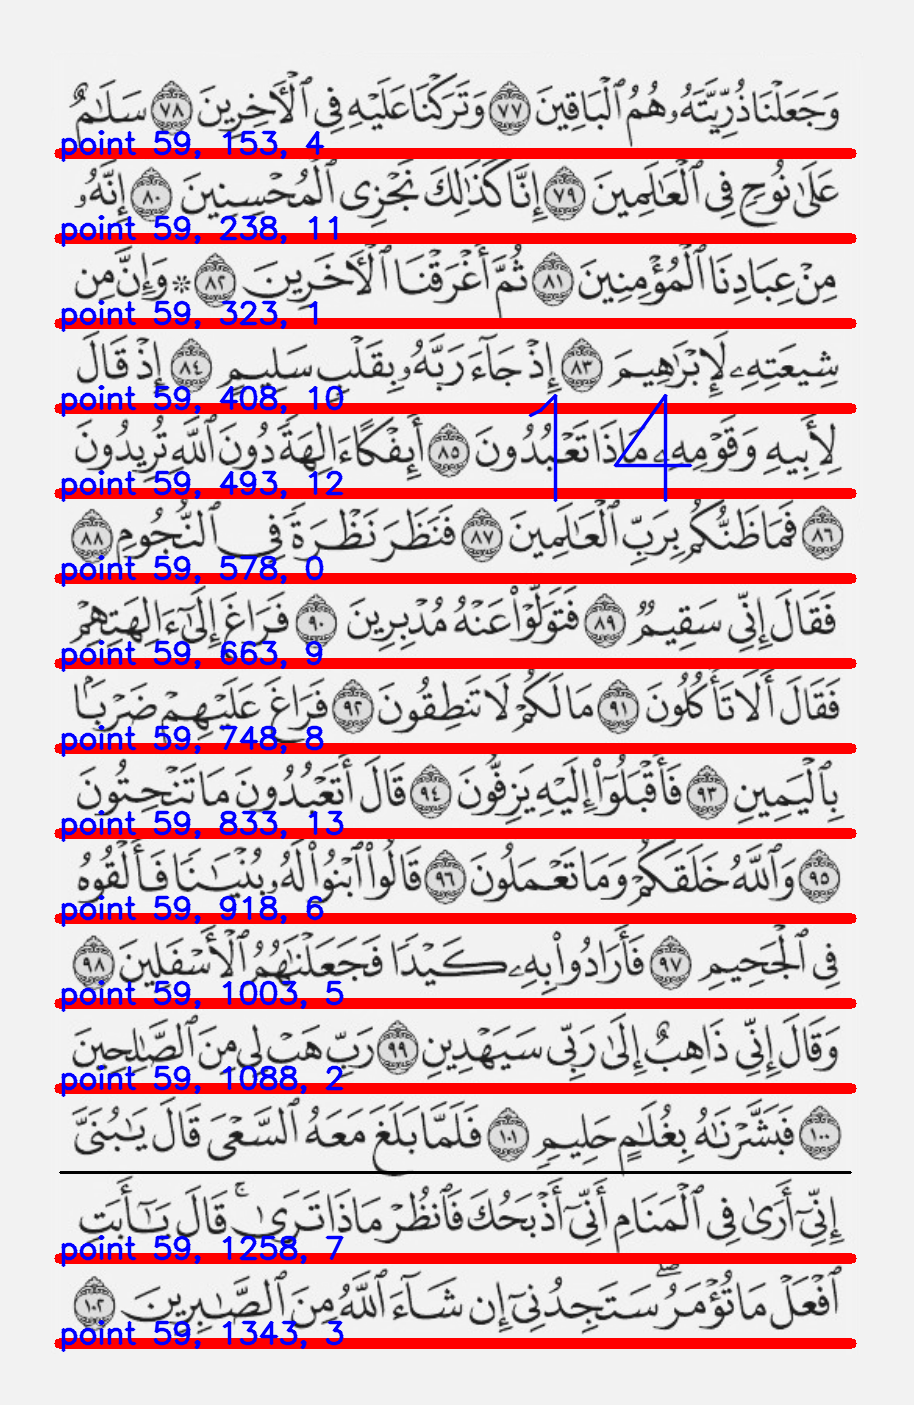 وَجَعَلْنَا ذُرِّيَّتَهُۥ هُمُ ٱلْبَاقِينَ ٧٧ وَتَرَكْنَا عَلَيْهِ فِى ٱلْأَخِرِينَ ٧٨ سَلَٰمٌ
point 59, 153, 4
عَلَىٰ نُوحٍ فِى ٱلْعَٰلَمِينَ ٧٩ إِنَّا كَذَٰلِكَ نَجْزِى ٱلْمُحْسِنِينَ ٨٠ إِنَّهُۥ
point 59, 238, 11
مِنْ عِبَادِنَا ٱلْمُؤْمِنِينَ ٨١ ثُمَّ أَغْرَقْنَا ٱلْأَخَرِينَ ٨٢ ۞ وَإِنَّ مِن
point 59, 323, 1
شِيعَتِهِۦ لَإِبْرَٰهِيمَ ٨٣ إِذْ جَآءَ رَبَّهُۥ بِقَلْبٍ سَلِيمٍ ٨٤ إِذْ قَالَ
point 59, 408, 10
14
لِأَبِيهِ وَقَوْمِهِۦ مَاذَا تَعْبُدُونَ ٨٥ أَئِفْكًا ءَالِهَةً دُونَ ٱللَّهِ تُرِيدُونَ
point 59, 493, 12
٨٦ فَمَا ظَنُّكُم بِرَبِّ ٱلْعَٰلَمِينَ ٨٧ فَنَظَرَ نَظْرَةً فِى ٱلنُّجُومِ ٨٨
point 59, 578, 0
فَقَالَ إِنِّى سَقِيمٌ ٨٩ فَتَوَلَّوْا۟ عَنْهُ مُدْبِرِينَ ٩٠ فَرَاغَ إِلَىٰٓ ءَالِهَتِهِمْ
point 59, 663, 9
فَقَالَ أَلَا تَأْكُلُونَ ٩١ مَا لَكُمْ لَا تَنطِقُونَ ٩٢ فَرَاغَ عَلَيْهِمْ ضَرْبًۢا
point 59, 748, 8
بِٱلْيَمِينِ ٩٣ فَأَقْبَلُوٓا۟ إِلَيْهِ يَزِفُّونَ ٩٤ قَالَ أَتَعْبُدُونَ مَا تَنْحِتُونَ
point 59, 833, 13
٩٥ وَٱللَّهُ خَلَقَكُمْ وَمَا تَعْمَلُونَ ٩٦ قَالُوا۟ ٱبْنُوا۟ لَهُۥ بُنْيَٰنًا فَأَلْقُوهُ
point 59, 918, 6
فِى ٱلْجَحِيمِ ٩٧ فَأَرَادُوا۟ بِهِۦ كَيْدًا فَجَعَلْنَٰهُمُ ٱلْأَسْفَلِينَ ٩٨
point 59, 1003, 5
وَقَالَ إِنِّى ذَاهِبٌ إِلَىٰ رَبِّى سَيَهْدِينِ ٩٩ رَبِّ هَبْ لِى مِنَ ٱلصَّٰلِحِينَ
point 59, 1088, 2
١٠٠ فَبَشَّرْنَٰهُ بِغُلَٰمٍ حَلِيمٍ ١٠١ فَلَمَّا بَلَغَ مَعَهُ ٱلسَّعْىَ قَالَ يَٰبُنَىَّ
إِنِّىٓ أَرَىٰ فِى ٱلْمَنَامِ أَنِّىٓ أَذْبَحُكَ فَٱنظُرْ مَاذَا تَرَىٰ ۚ قَالَ يَٰٓأَبَتِ
point 59, 1258, 7
ٱفْعَلْ مَا تُؤْمَرُ ۖ سَتَجِدُنِىٓ إِن شَآءَ ٱللَّهُ مِنَ ٱلصَّٰبِرِينَ ١٠٢
point 59, 1343, 3